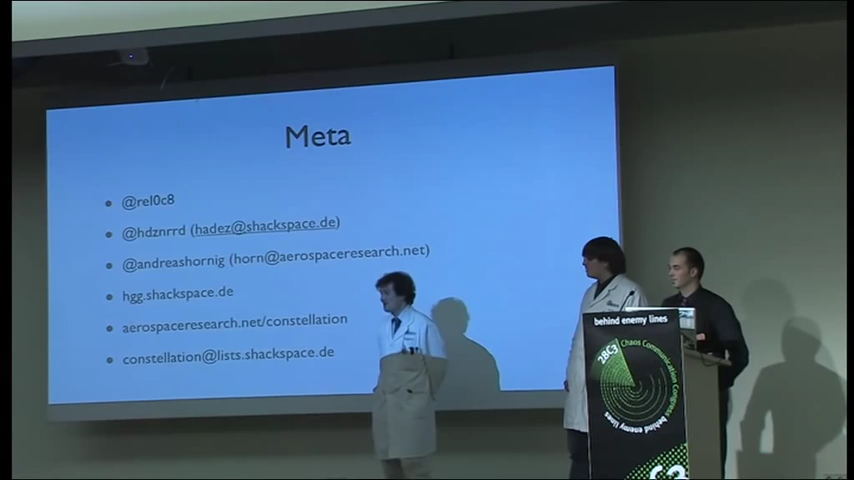 Meta
@rel0c8
@hdznrrd (hadez@shackspace.de)
@andreashornig (horn@aerospaceresearch.net)
hgg.shackspace.de
aerospaceresearch.net/constellation
constellation@lists.shackspace.de
behind enemy lines
28C3 Chaos Communication Congress behind enemy lines
C3